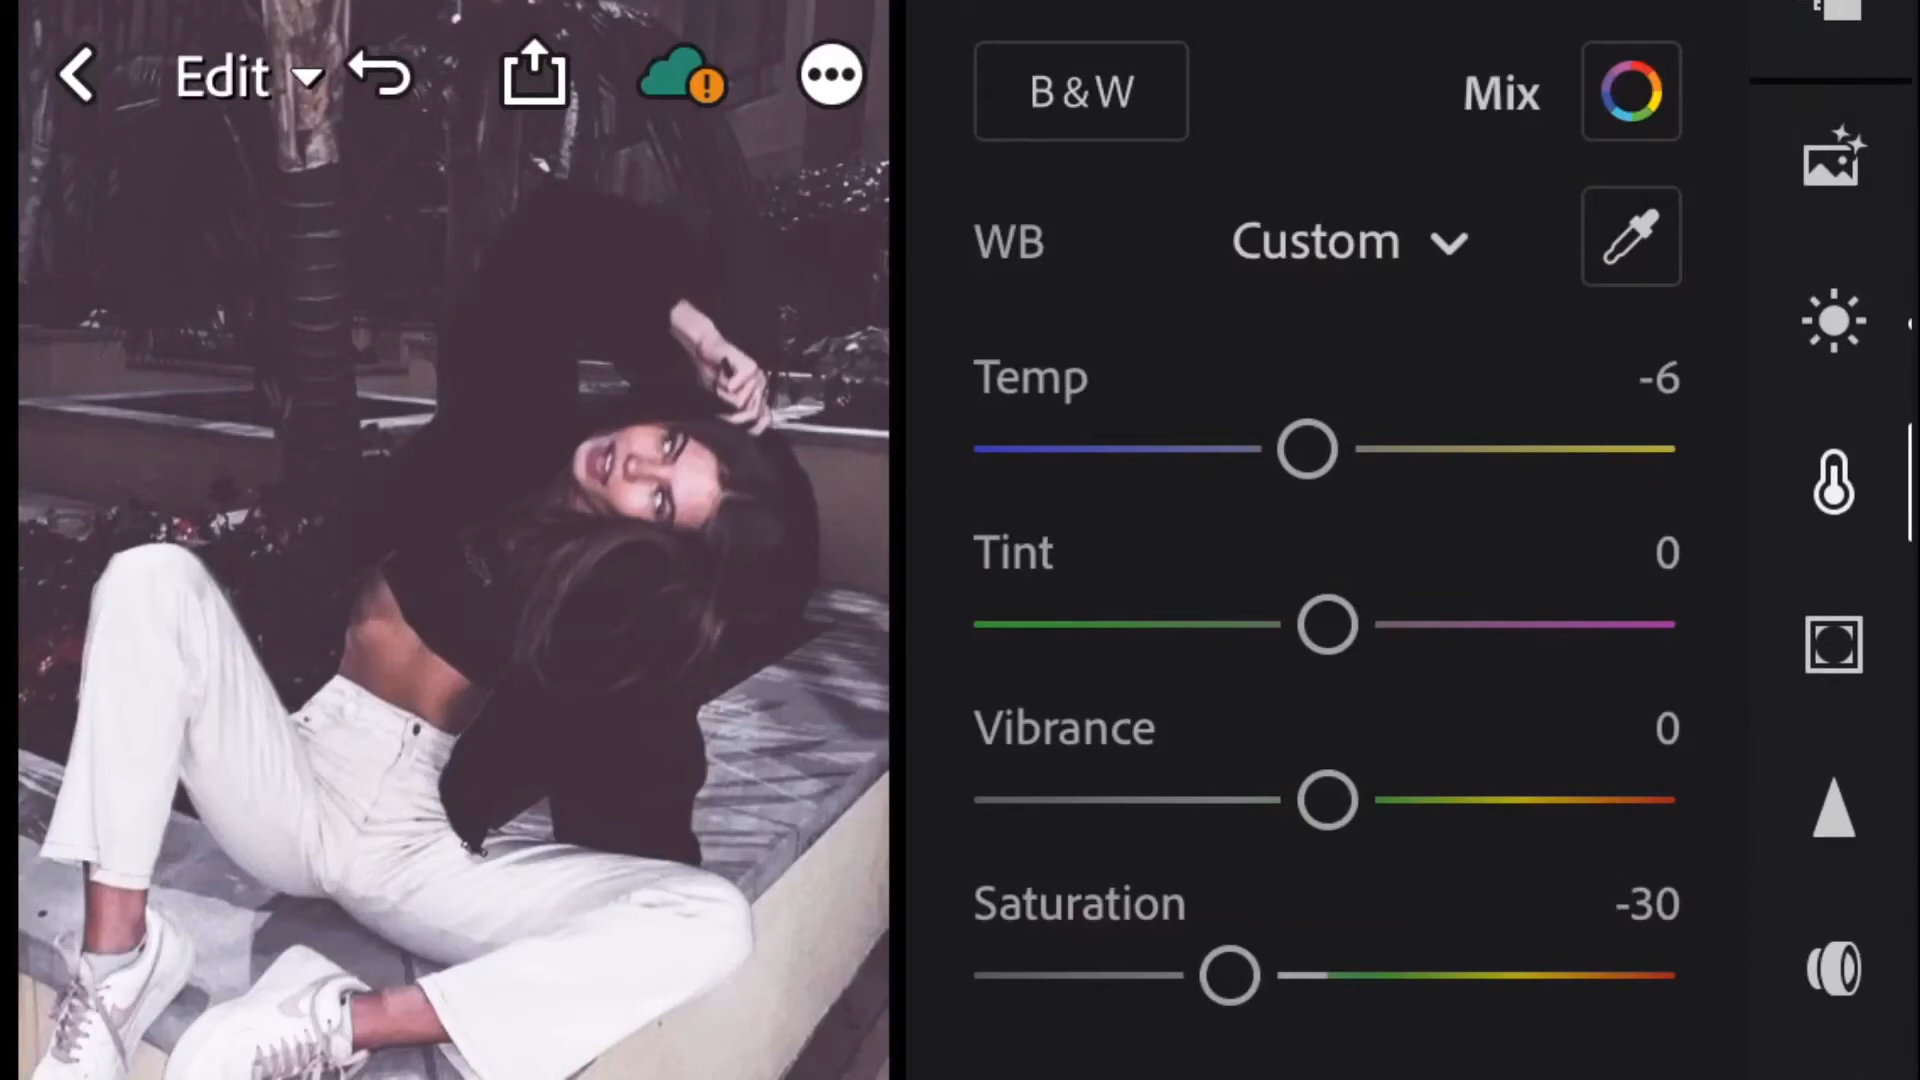 Edit
B&W
Mix
WB
Custom
Temp
-6
Tint
0
Vibrance
0
Saturation
-30